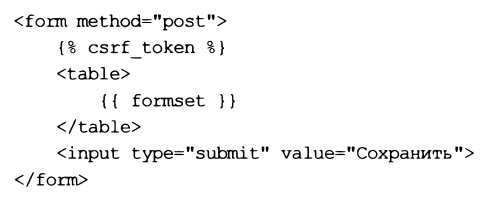 <form method="post">
    {% csrf_token %}
    <table>
        {{ formset }}
    </table>
    <input type="submit" value="Сохранить">
</form>